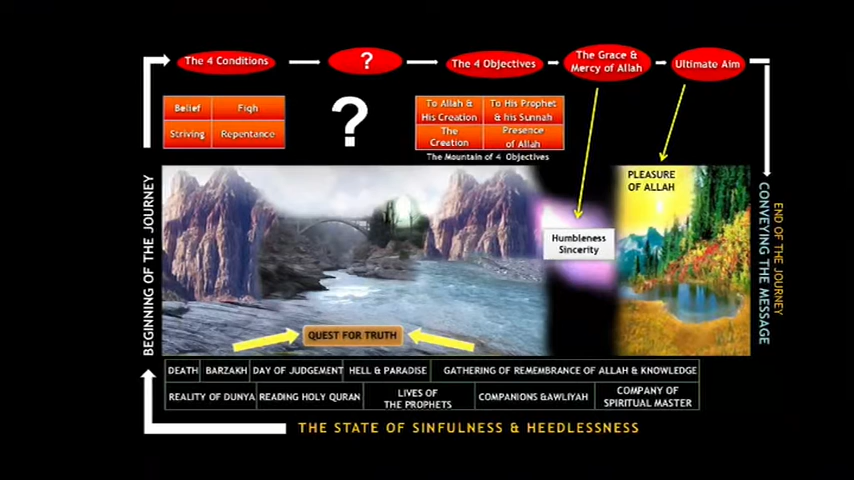 The 4 Conditions
?
The 4 Objectives
The Grace &
Mercy of Allah
Ultimate Aim
Belief
Fiqh
Striving
Repentance
?
To Allah &
His Creation
To His Prophet
& his Sunnah
The
Creation
Presence
of Allah
The Mountain of 4 Objectives
BEGINNING OF THE JOURNEY
PLEASURE
OF ALLAH
Humbleness
Sincerity
END OF THE JOURNEY
CONVEYING THE MESSAGE
QUEST FOR TRUTH
DEATH
BARZAKH
DAY OF JUDGEMENT
HELL & PARADISE
GATHERING OF REMEMBRANCE OF ALLAH & KNOWLEDGE
REALITY OF DUNYA
READING HOLY QURAN
LIVES OF
THE PROPHETS
COMPANIONS &AWLIYAH
COMPANY OF
SPIRITUAL MASTER
THE STATE OF SINFULNESS & HEEDLESSNESS